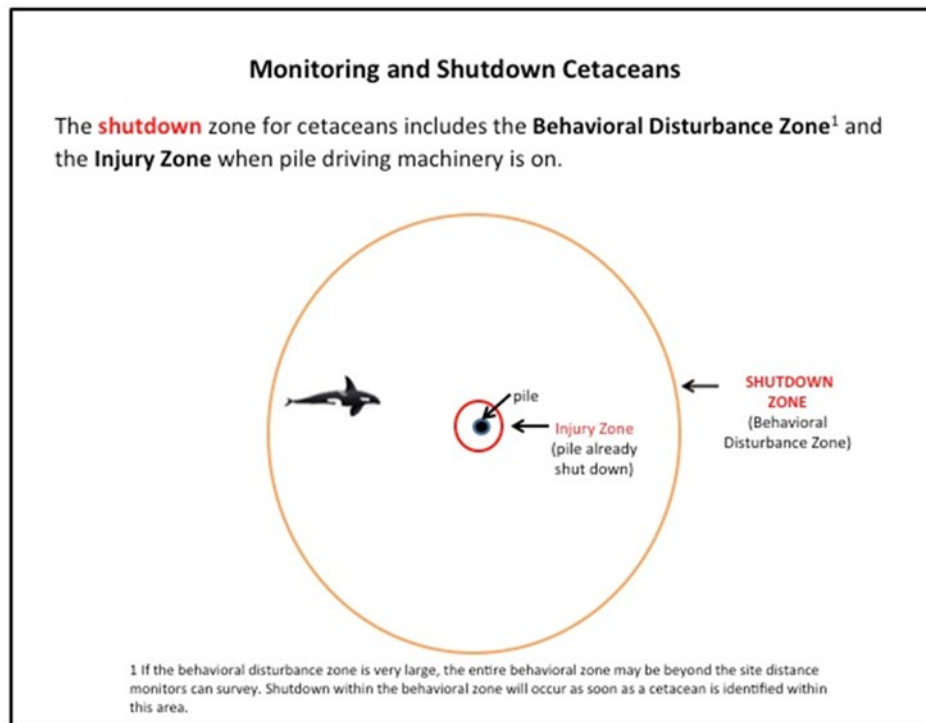 Monitoring and Shutdown Cetaceans
The shutdown zone for cetaceans includes the Behavioral Disturbance Zone¹ and
the Injury Zone when pile driving machinery is on.
pile
Injury Zone
(pile already
shut down)
SHUTDOWN
ZONE
(Behavioral
Disturbance Zone)
1 If the behavioral disturbance zone is very large, the entire behavioral zone may be beyond the site distance
monitors can survey. Shutdown within the behavioral zone will occur as soon as a cetacean is identified within
this area.